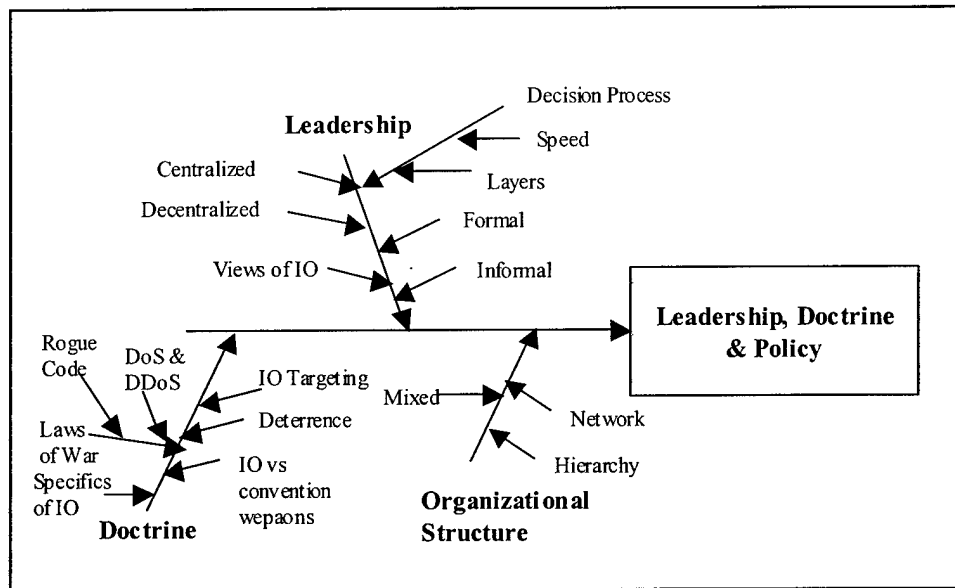 Decision Process
Leadership
Speed
Centralized
Layers
Decentralized
Formal
Views of IO
Informal
Leadership, Doctrine
& Policy
Rogue
Code
DoS &
DDoS
IO Targeting
Mixed
Network
Deterrence
Laws
of War
Specifics
of IO
IO vs
convention
wepaons
Hierarchy
Doctrine
Organizational
Structure